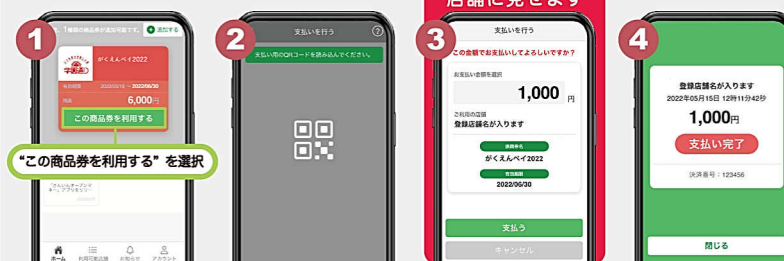 1
1種類の商品券が追加可能です。
追加する
がくえんペイ2022
2022/06/30
残高
6,000円
この商品券を利用する
“この商品券を利用する”を選択
ホーム
利用可能店舗
お知らせ
アカウント
2
支払いを行う
?
支払い用のQRコードを読み込んでください。
店舗に見せます
3
支払いを行う
この金額でお支払いしてよろしいですか?
お支払い金額を選択
1,000 円
ご利用の店舗
登録店舗名が入ります
がくえんペイ2022
有効期限
2022/06/30
支払う
キャンセル
4
登録店舗名が入ります
2022年05月15日 12時11分42秒
1,000円
支払い完了
決済番号:123456
閉じる